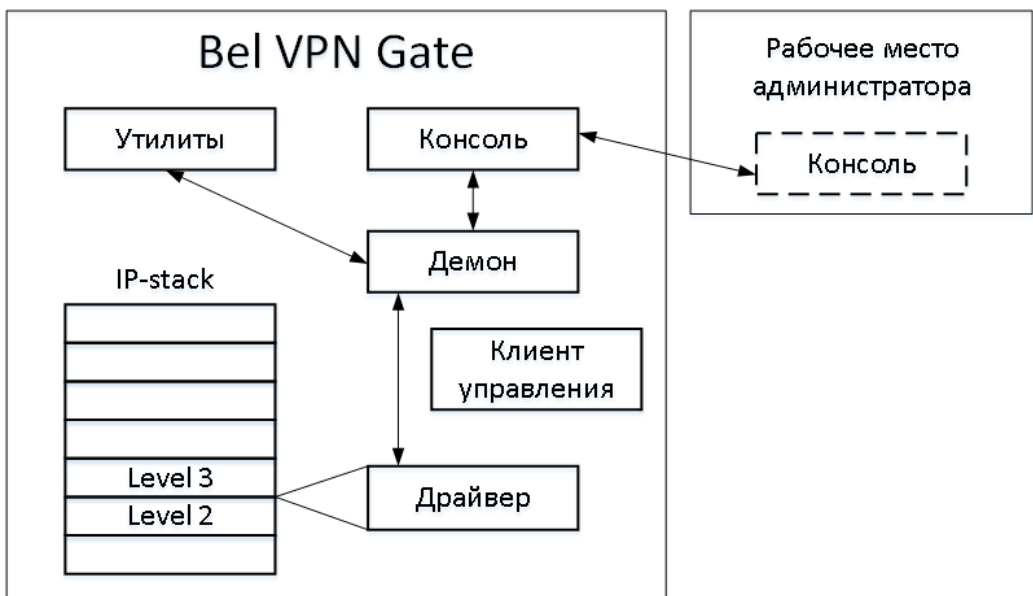 Bel VPN Gate
Утилиты
Консоль
Демон
IP-stack
Клиент
управления
Level 3
Level 2
Драйвер
Рабочее место
администратора
Консоль